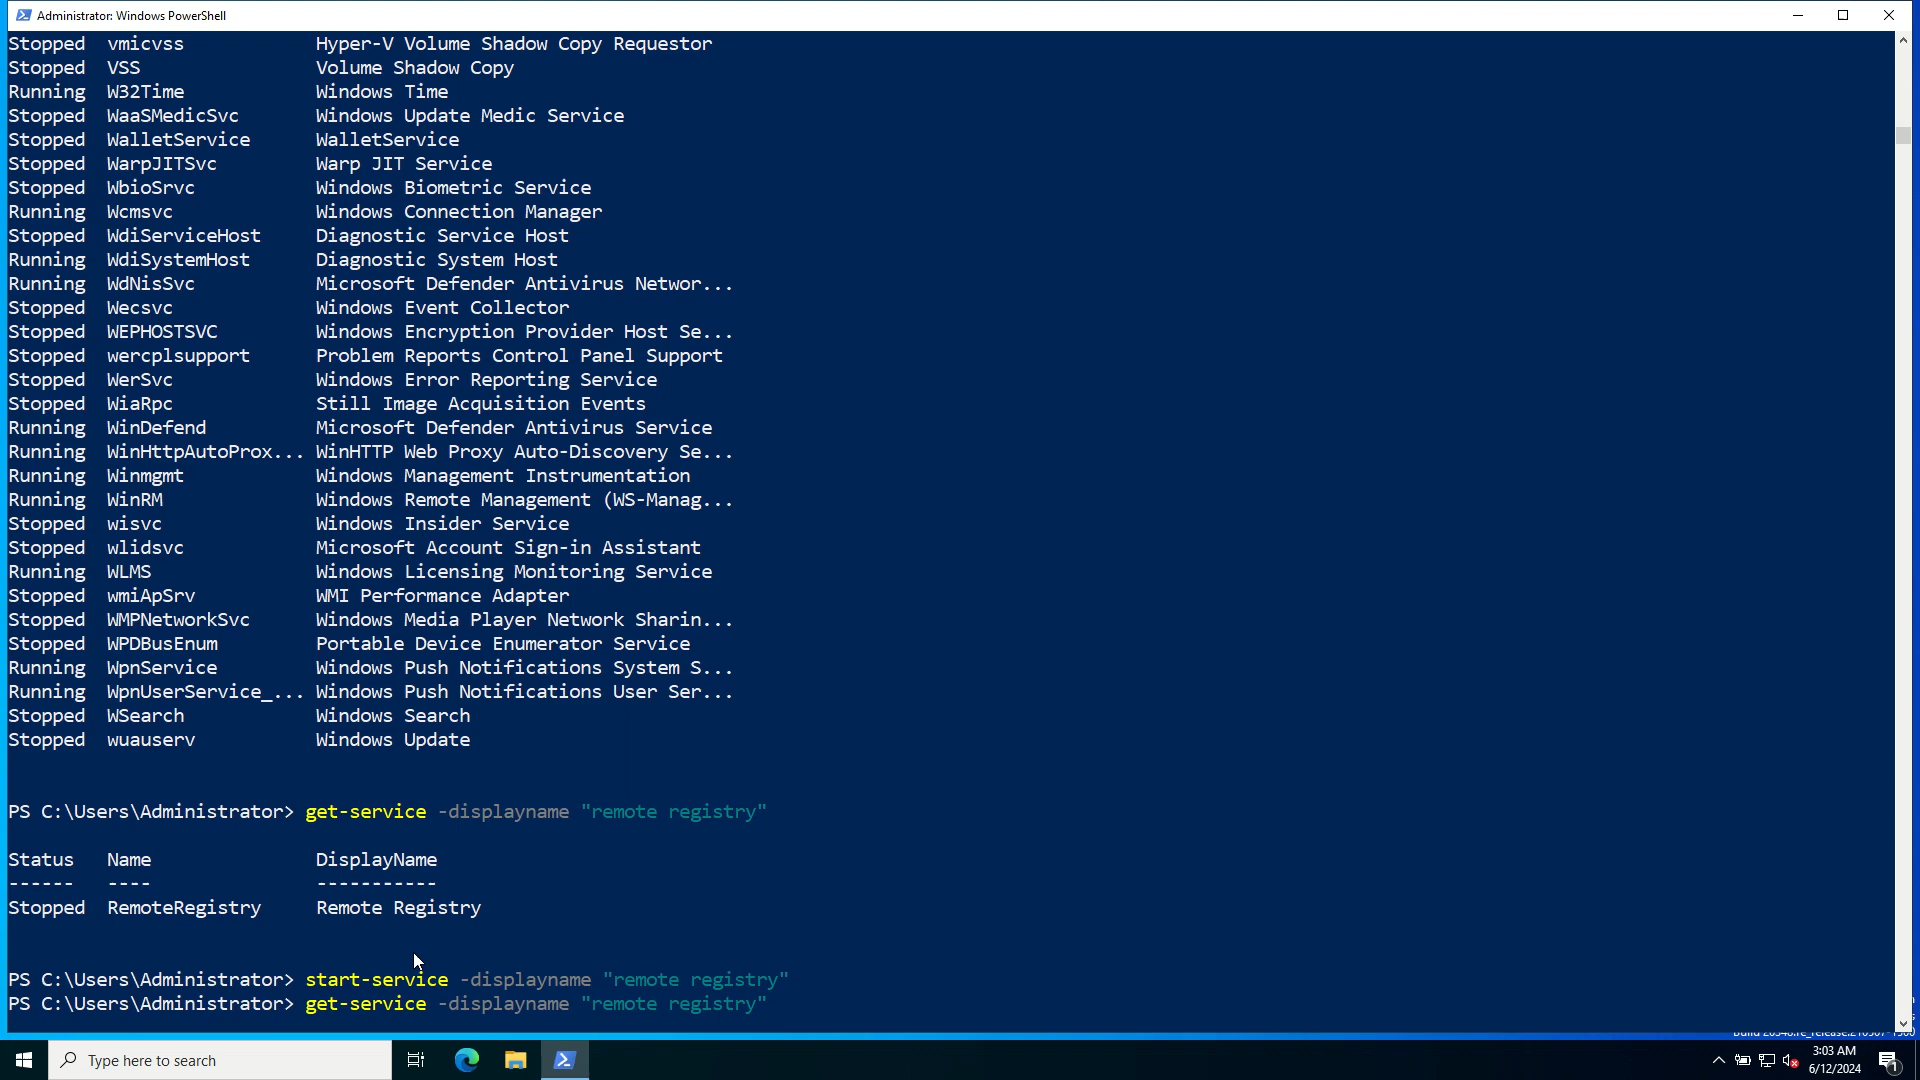 Administrator: Windows PowerShell
Stopped vmicvss Hyper-V Volume Shadow Copy Requestor
Stopped VSS Volume Shadow Copy
Running W32Time Windows Time
Stopped WaaSMedicSvc Windows Update Medic Service
Stopped WalletService WalletService
Stopped WarpJITSvc Warp JIT Service
Stopped WbioSrvc Windows Biometric Service
Running Wcmsvc Windows Connection Manager
Stopped WdiServiceHost Diagnostic Service Host
Running WdiSystemHost Diagnostic System Host
Running WdNisSvc Microsoft Defender Antivirus Networ...
Stopped Wecsvc Windows Event Collector
Stopped WEPHOSTSVC Windows Encryption Provider Host Se...
Stopped wercplsupport Problem Reports Control Panel Support
Stopped WerSvc Windows Error Reporting Service
Stopped WiaRpc Still Image Acquisition Events
Running WinDefend Microsoft Defender Antivirus Service
Running WinHttpAutoProx... WinHTTP Web Proxy Auto-Discovery Se...
Running Winmgmt Windows Management Instrumentation
Running WinRM Windows Remote Management (WS-Manag...
Stopped wisvc Windows Insider Service
Stopped wlidsvc Microsoft Account Sign-in Assistant
Running WLMS Windows Licensing Monitoring Service
Stopped wmiApSrv WMI Performance Adapter
Stopped WMPNetworkSvc Windows Media Player Network Sharin...
Stopped WPDBusEnum Portable Device Enumerator Service
Running WpnService Windows Push Notifications System S...
Running WpnUserService_... Windows Push Notifications User Ser...
Stopped WSearch Windows Search
Stopped wuauserv Windows Update
PS C:\Users\Administrator> get-service -displayname "remote registry"
Status Name DisplayName
------ ---- -----------
Stopped RemoteRegistry Remote Registry
PS C:\Users\Administrator> start-service -displayname "remote registry"
PS C:\Users\Administrator> get-service -displayname "remote registry"
Type here to search
3:03 AM
6/12/2024
1